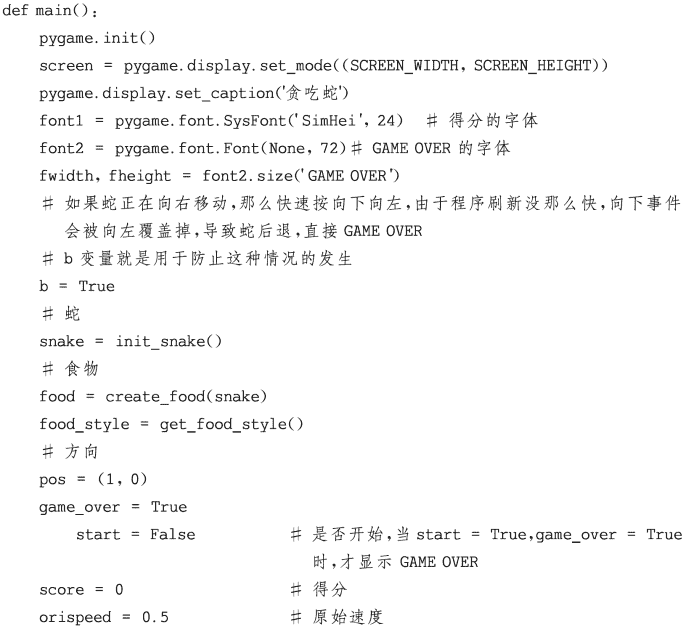 def main():
pygame.init()
screen = pygame.display.set_mode((SCREEN_WIDTH, SCREEN_HEIGHT))
pygame.display.set_caption('贪吃蛇')
font1 = pygame.font.SysFont('SimHei', 24) # 得分的字体
font2 = pygame.font.Font(None, 72)# GAME OVER 的字体
fwidth, fheight = font2.size('GAME OVER')
# 如果蛇正在向右移动,那么快速按向下向左,由于程序刷新没那么快,向下事件
会被向左覆盖掉,导致蛇后退,直接 GAME OVER
# b 变量就是用于防止这种情况的发生
b = True
# 蛇
snake = init_snake()
# 食物
food = create_food(snake)
food_style = get_food_style()
# 方向
pos = (1, 0)
game_over = True
start = False # 是否开始,当 start = True,game_over = True
时,才显示 GAME OVER
score = 0 # 得分
orispeed = 0.5 # 原始速度